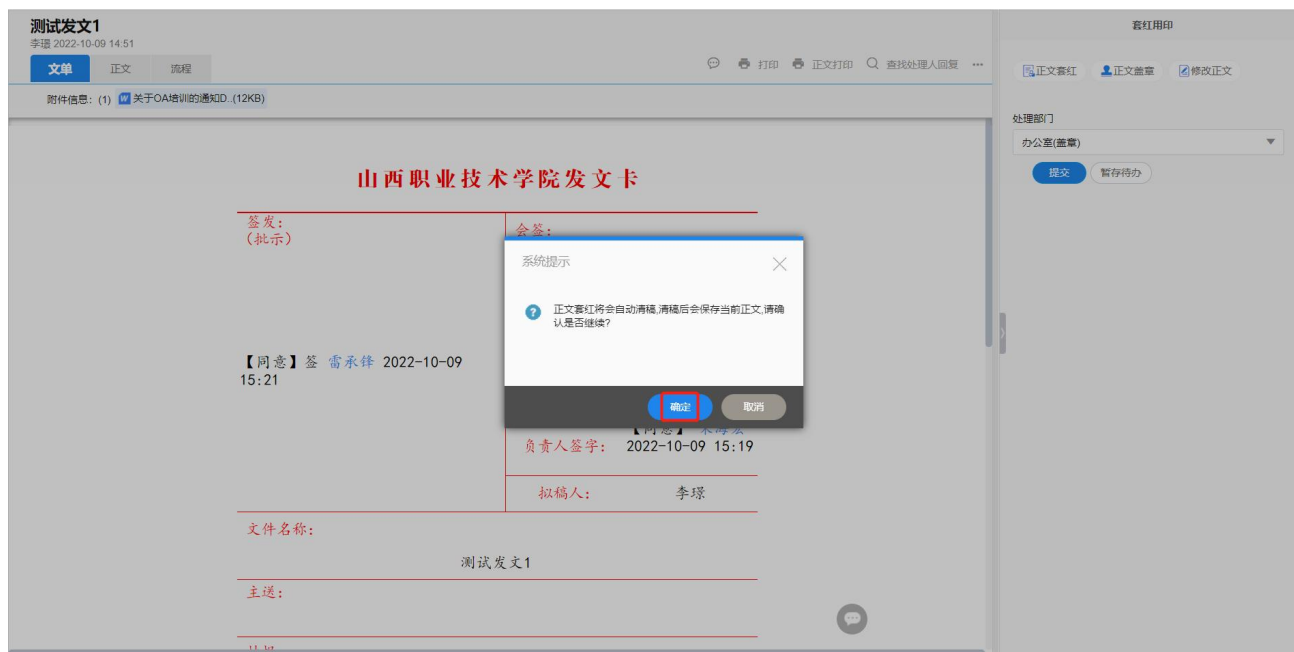 测试发文1
李璟 2022-10-09 14:51
文单 正文 流程
打印 正文打印 查找处理人回复 ...
附件信息: (1) 关于OA培训的通知D..(12KB)
山西职业技术学院发文卡
签发: 会签:
(批示)
【同意】签 雷承锋 2022-10-09
15:21
系统提示
正文套红将会自动清稿,清稿后会保存当前正文,请确
认是否继续?
确定 取消
负责人签字: 2022-10-09 15:19
拟稿人: 李璟
文件名称:
测试发文1
主送:
套红用印
正文套红 正文盖章 修改正文
处理部门
办公室(盖章)
提交 暂存待办